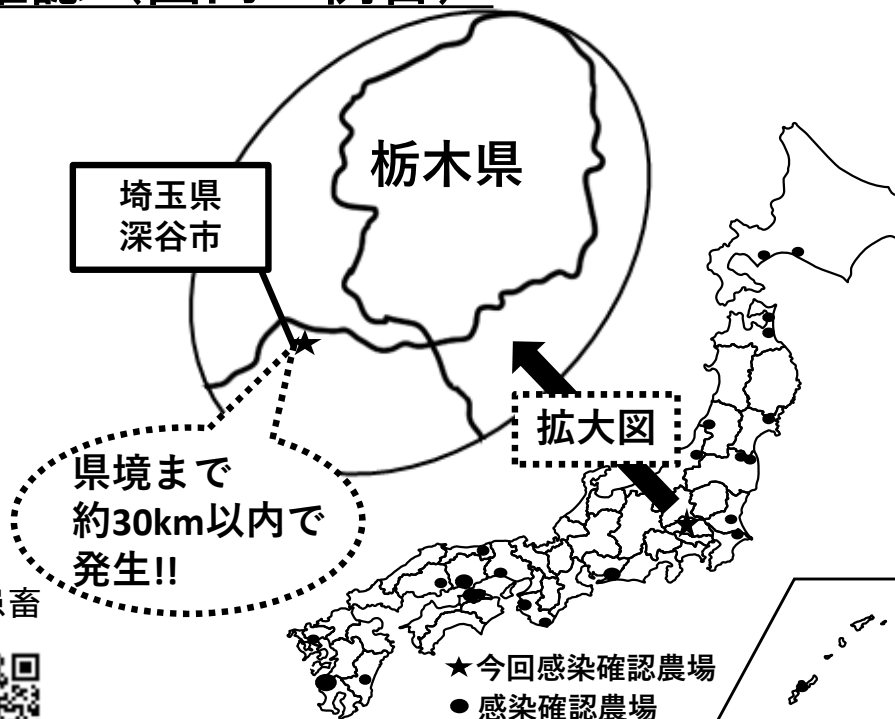 栃木県
埼玉県
深谷市
拡大図
県境まで
約30km以内で
発生!!
畜
★今回感染確認農場
●感染確認農場